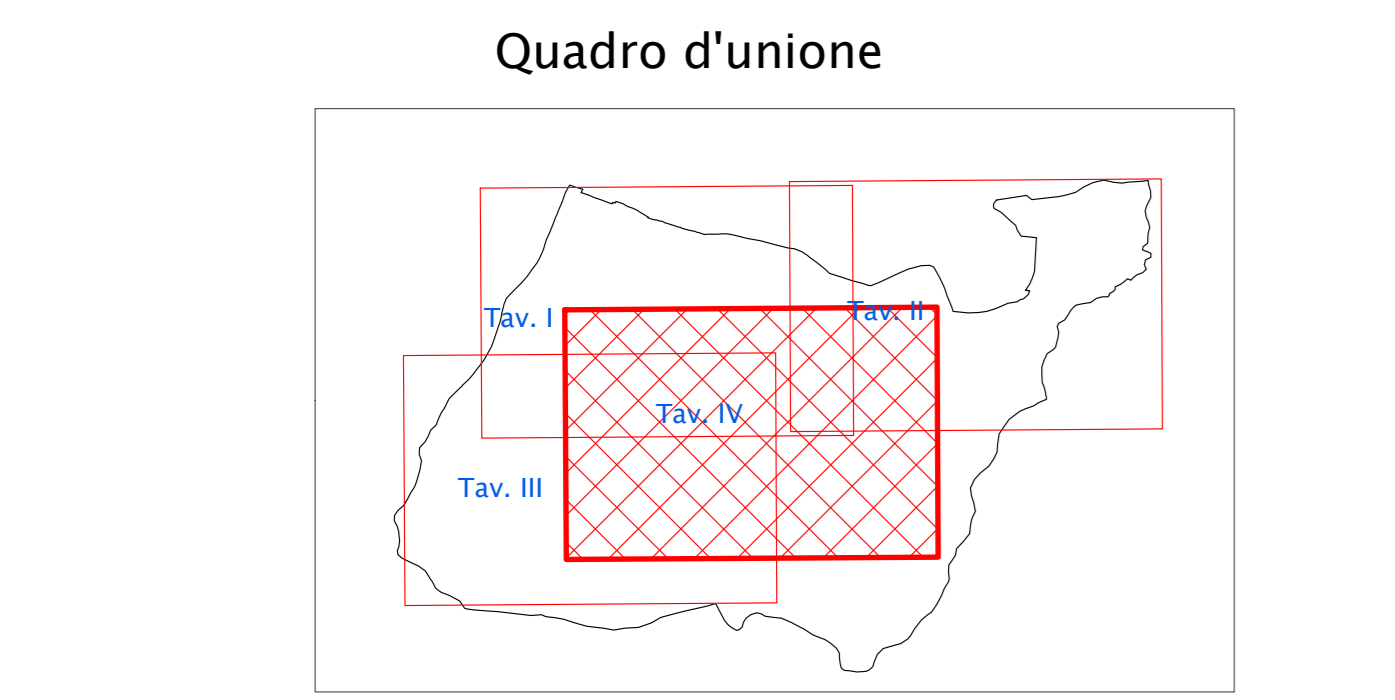 Quadro d'unione
Tav. I
Tav. II
Tav. IV
Tav. III